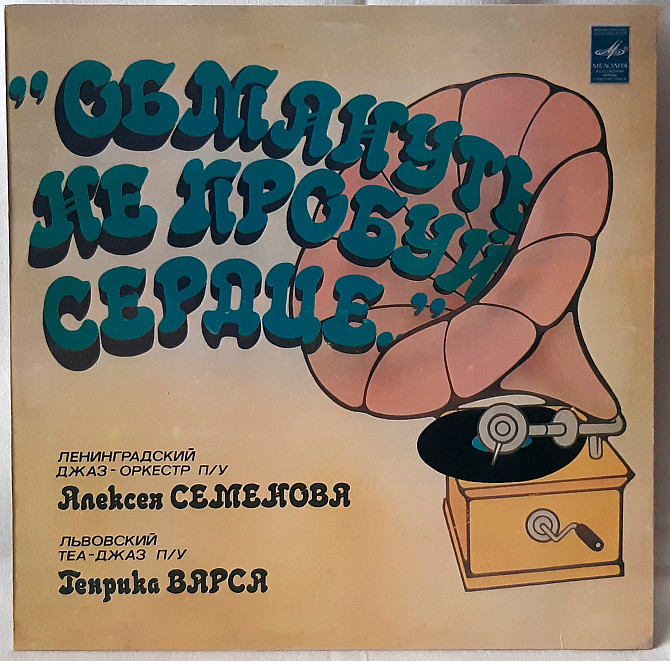 "ОБМАНУТЬ
НЕ ПРОБУЙ
СЕРДЦЕ."
МЕЛОДИЯ
ЛЕНИНГРАДСКИЙ
ДЖАЗ-ОРКЕСТР П/У
Алексея СЕМЕНОВА
ЛЬВОВСКИЙ
ТЕА-ДЖАЗ П/У
Генрика ВАРСА